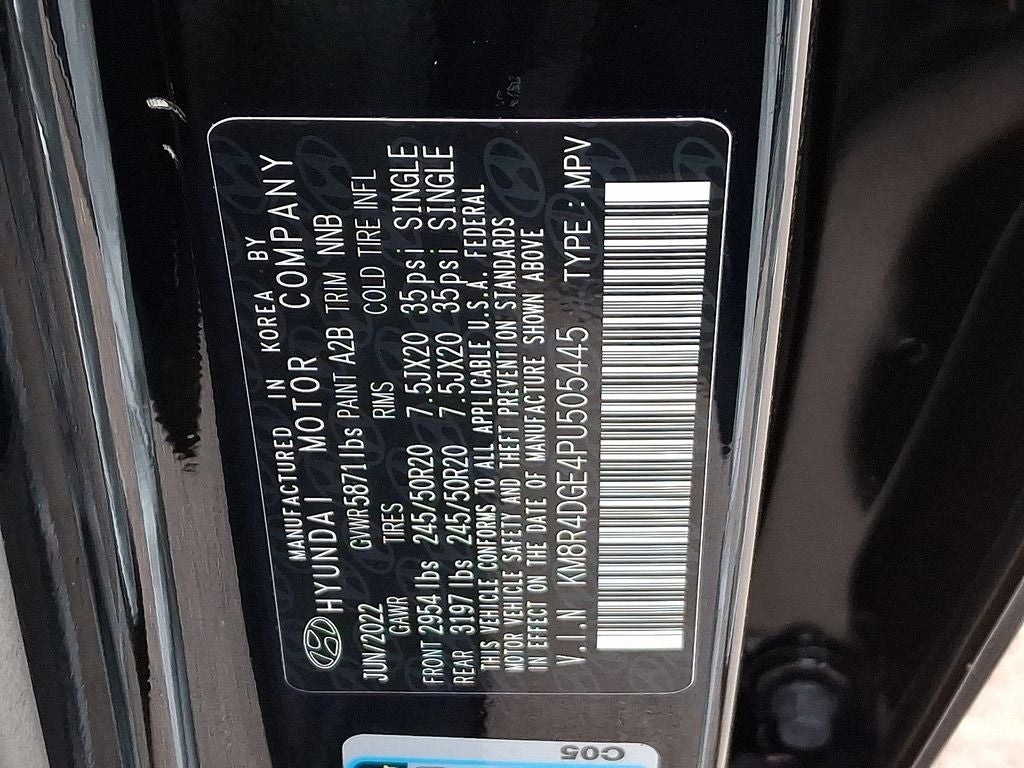 MANUFACTURED IN KOREA BY
HYUNDAI MOTOR COMPANY
JUN/2022 GVWR 5871 lbs PAINT A2B TRIM NNB
GAWR TIRES RIMS COLD TIRE INFL
FRONT 2954 lbs 245/50R20 7.5JX20 35psi SINGLE
REAR 3197 lbs 245/50R20 7.5JX20 35psi SINGLE
THIS VEHICLE CONFORMS TO ALL APPLICABLE U.S.A. FEDERAL
MOTOR VEHICLE SAFETY AND THEFT PREVENTION STANDARDS
IN EFFECT ON THE DATE OF MANUFACTURE SHOWN ABOVE
V.I.N KM8R4DGE4PU505445 TYPE : MPV
C05